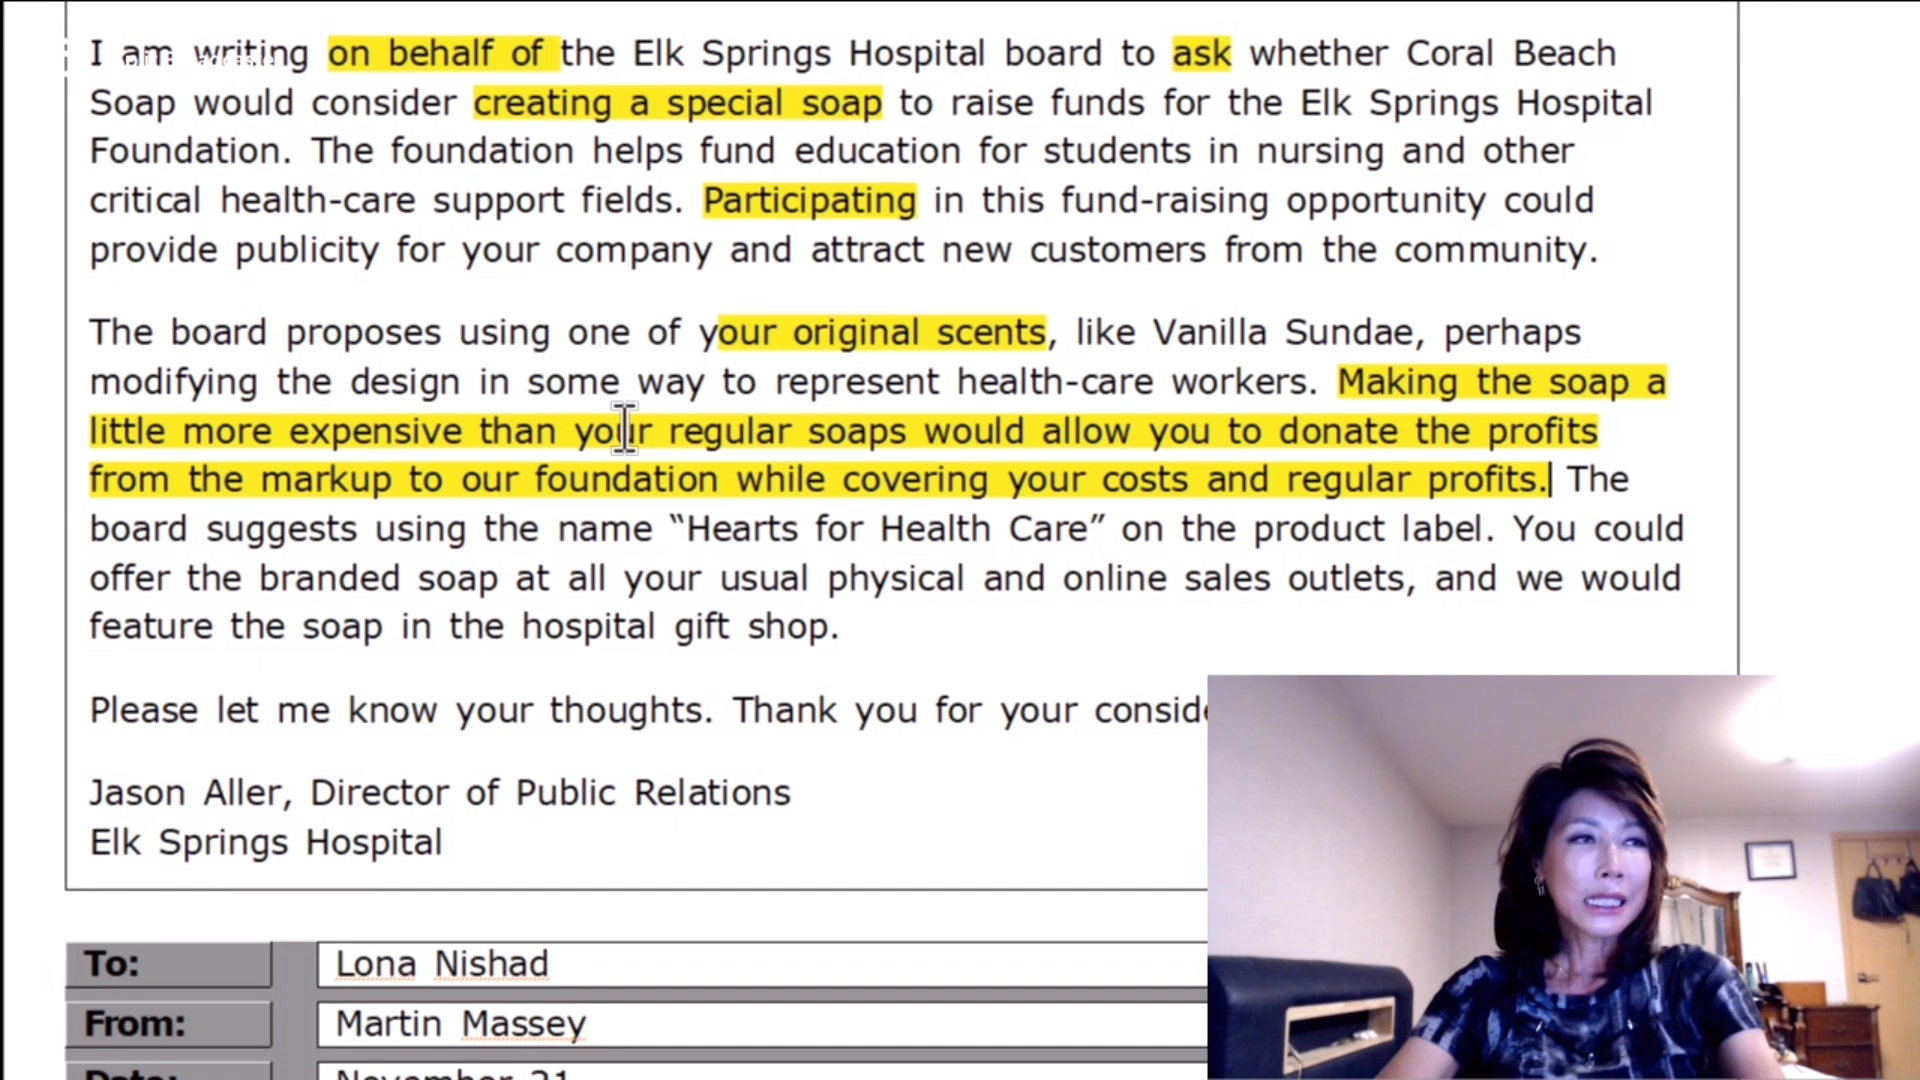 I am writing on behalf of the Elk Springs Hospital board to ask whether Coral Beach
Soap would consider creating a special soap to raise funds for the Elk Springs Hospital
Foundation. The foundation helps fund education for students in nursing and other
critical health-care support fields. Participating in this fund-raising opportunity could
provide publicity for your company and attract new customers from the community.
The board proposes using one of your original scents, like Vanilla Sundae, perhaps
modifying the design in some way to represent health-care workers. Making the soap a
little more expensive than your regular soaps would allow you to donate the profits
from the markup to our foundation while covering your costs and regular profits. The
board suggests using the name “Hearts for Health Care” on the product label. You could
offer the branded soap at all your usual physical and online sales outlets, and we would
feature the soap in the hospital gift shop.
Please let me know your thoughts. Thank you for your
Jason Aller, Director of Public Relations
Elk Springs Hospital
To: Lona Nishad
From: Martin Massey
Date: November 21